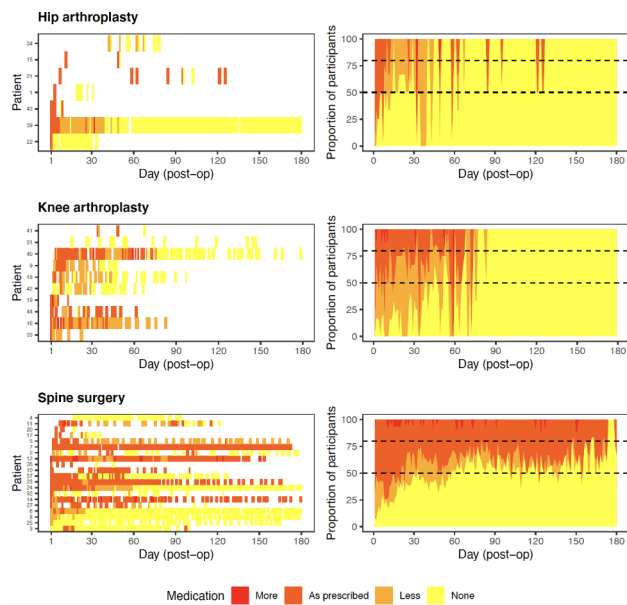 Hip arthroplasty
Patient
34
15
21
1
43
39
22
1 30 60 90 120 150 180
Day (post-op)
Proportion of participants
100
75
50
25
0
0 30 60 90 120 150 180
Day (post-op)
Knee arthroplasty
Patient
41
40
9
42
19
44
16
1 30 60 90 120 150 180
Day (post-op)
Proportion of participants
100
75
50
25
0
0 30 60 90 120 150 180
Day (post-op)
Spine surgery
Patient
1 30 60 90 120 150 180
Day (post-op)
Proportion of participants
100
75
50
25
0
0 30 60 90 120 150 180
Day (post-op)
Medication More As prescribed Less None